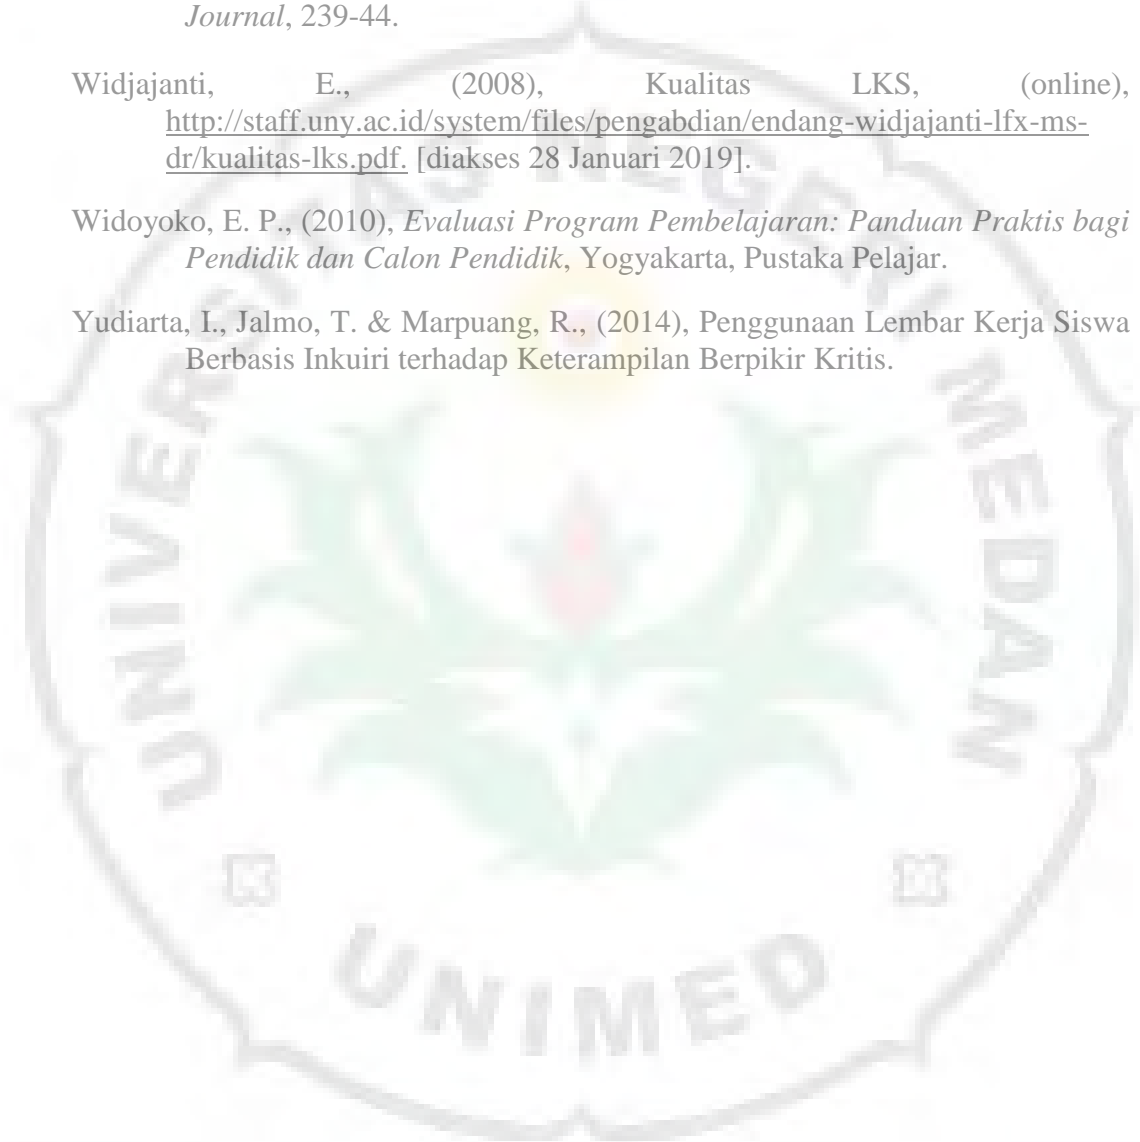 Journal, 239-44.
Widjajanti, E., (2008), Kualitas LKS, (online),
http://staff.uny.ac.id/system/files/pengabdian/endang-widjajanti-lfx-ms-
dr/kualitas-lks.pdf. [diakses 28 Januari 2019].
Widoyoko, E. P., (2010), Evaluasi Program Pembelajaran: Panduan Praktis bagi
Pendidik dan Calon Pendidik, Yogyakarta, Pustaka Pelajar.
Yudiarta, I., Jalmo, T. & Marpuang, R., (2014), Penggunaan Lembar Kerja Siswa
Berbasis Inkuiri terhadap Keterampilan Berpikir Kritis.
UNIVERSITAS NEGERI MEDAN
UNIMED